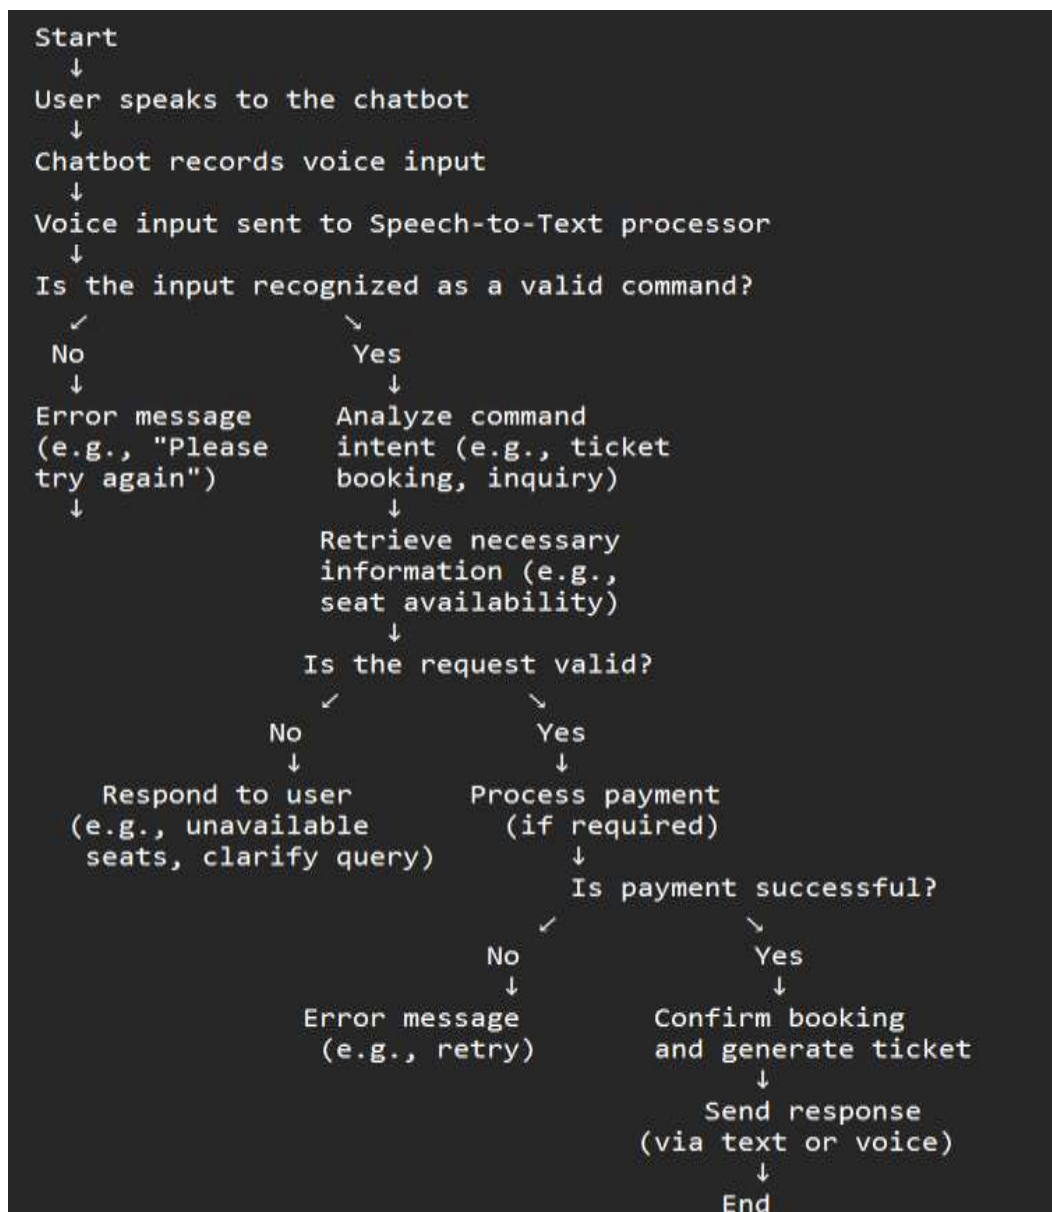 Start
↓
User speaks to the chatbot
↓
Chatbot records voice input
↓
Voice input sent to Speech-to-Text processor
↓
Is the input recognized as a valid command?
↙ ↘
No Yes
↓ ↓
Error message Analyze command
(e.g., "Please intent (e.g., ticket
try again") booking, inquiry)
↓ ↓
Retrieve necessary
information (e.g.,
seat availability)
↓
Is the request valid?
↙ ↘
No Yes
↓ ↓
Respond to user Process payment
(e.g., unavailable (if required)
seats, clarify query) ↓
Is payment successful?
↙ ↘
No Yes
↓ ↓
Error message Confirm booking
(e.g., retry) and generate ticket
↓
Send response
(via text or voice)
↓
End